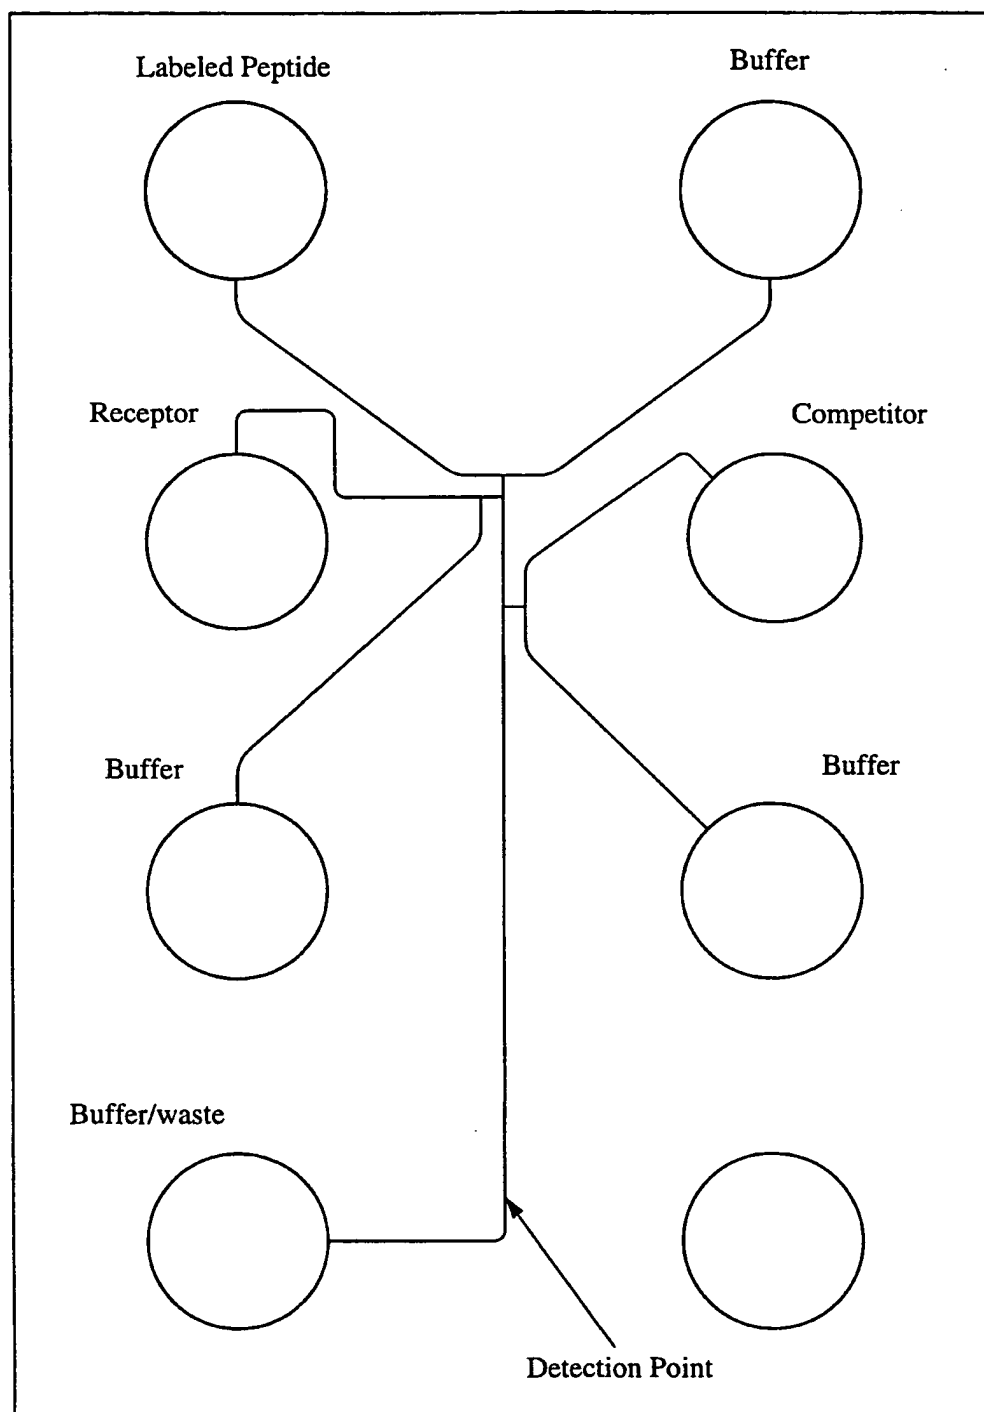 Labeled Peptide
Buffer
Receptor
Competitor
Buffer
Buffer
Buffer/waste
Detection Point